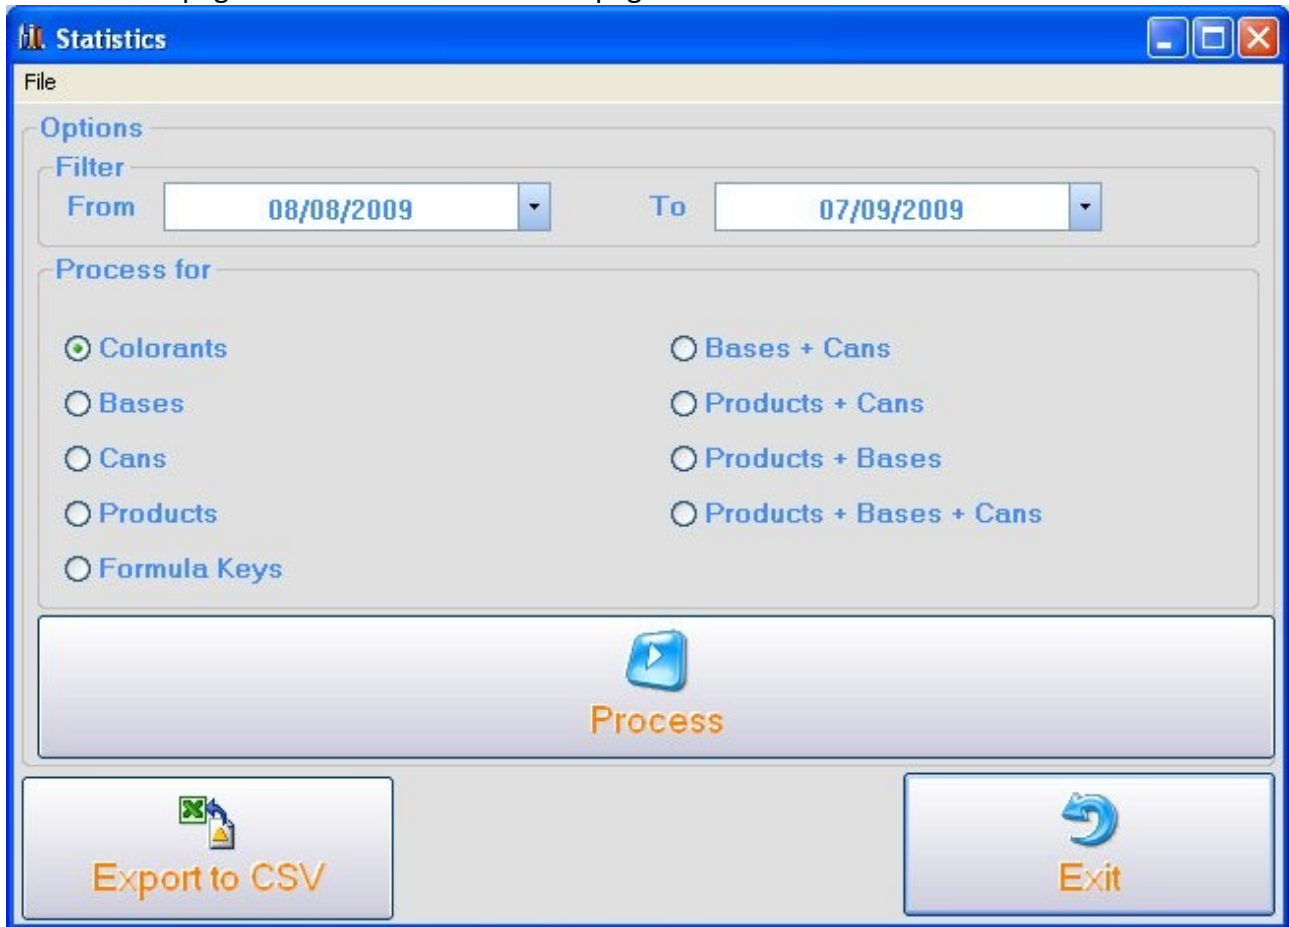 Statistics
File
Options
Filter
From 08/08/2009 To 07/09/2009
Process for
Colorants
Bases
Cans
Products
Formula Keys
Bases + Cans
Products + Cans
Products + Bases
Products + Bases + Cans
Process
Export to CSV
Exit